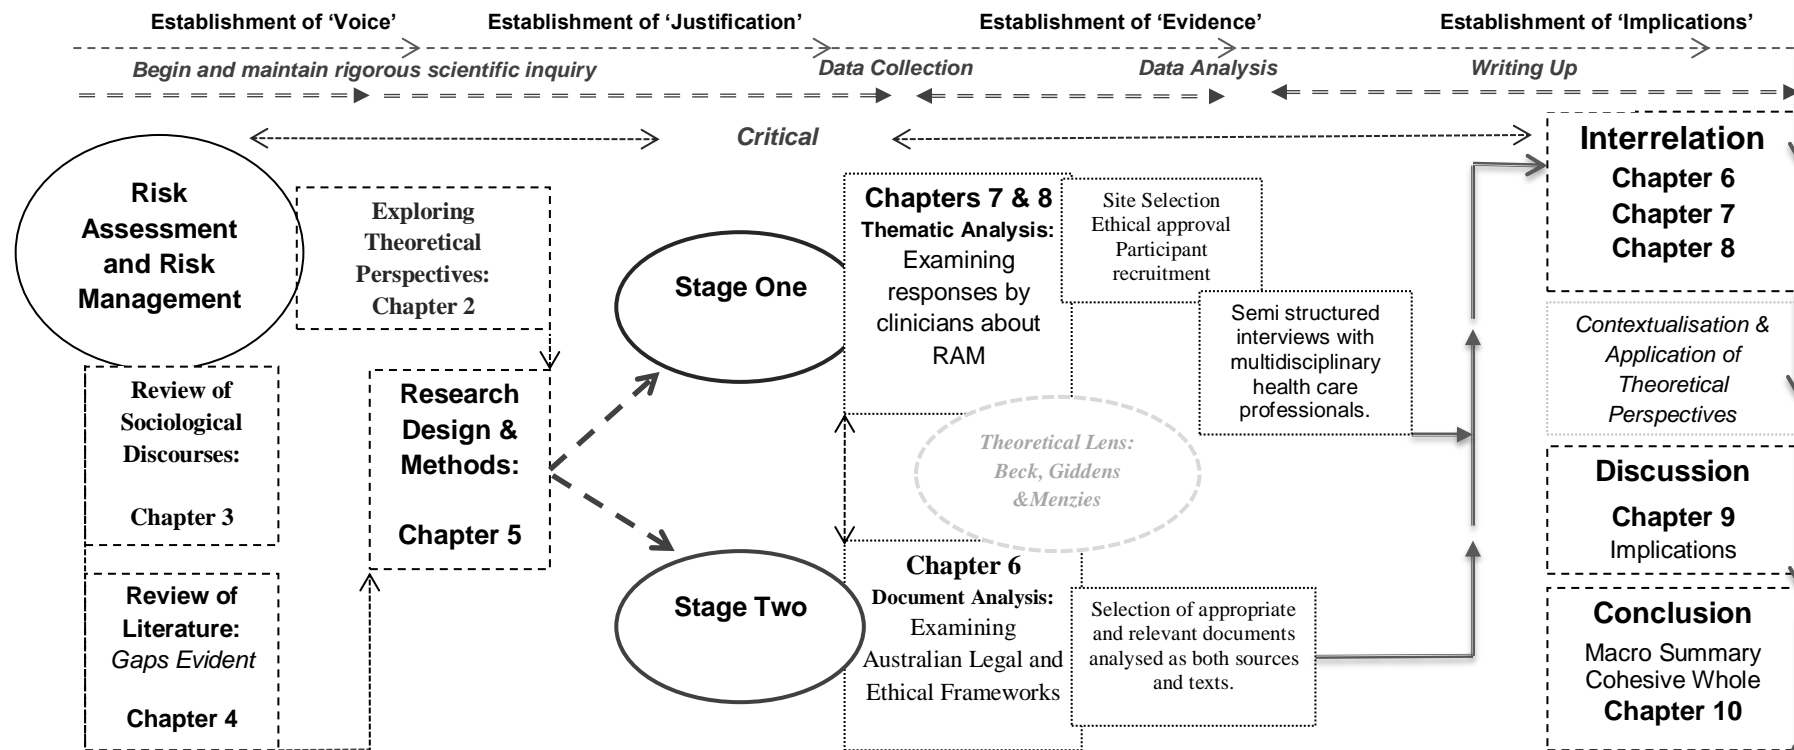 Establishment of ‘Voice’
Establishment of ‘Justification’
Establishment of ‘Evidence’
Establishment of ‘Implications’
Begin and maintain rigorous scientific inquiry
Data Collection
Data Analysis
Writing Up
Critical
Risk
Assessment
and Risk
Management
Exploring
Theoretical
Perspectives:
Chapter 2
Review of
Sociological
Discourses:
Chapter 3
Review of
Literature:
Gaps Evident
Chapter 4
Research
Design &
Methods:
Chapter 5
Stage One
Stage Two
Chapters 7 & 8
Thematic Analysis:
Examining
responses by
clinicians about
RAM
Site Selection
Ethical approval
Participant
recruitment
Semi structured
interviews with
multidisciplinary
health care
professionals.
Theoretical Lens:
Beck, Giddens
&Menzies
Chapter 6
Document Analysis:
Examining
Australian Legal and
Ethical Frameworks
Selection of appropriate
and relevant documents
analysed as both sources
and texts.
Interrelation
Chapter 6
Chapter 7
Chapter 8
Contextualisation &
Application of
Theoretical
Perspectives
Discussion
Chapter 9
Implications
Conclusion
Macro Summary
Cohesive Whole
Chapter 10